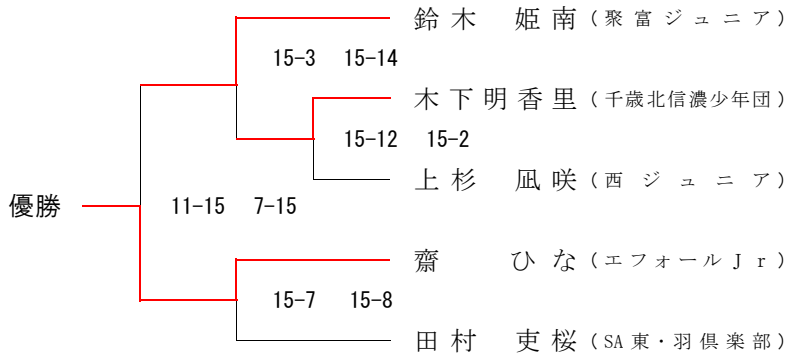 鈴木 姫南(聚富ジュニア)
15-3 15-14
木下明香里(千歳北信濃少年団)
15-12 15-2
上杉 凪咲(西ジュニア)
優勝 11-15 7-15
齋 ひな(エフォールJr)
15-7 15-8
田村 吏桜(SA東・羽倶楽部)